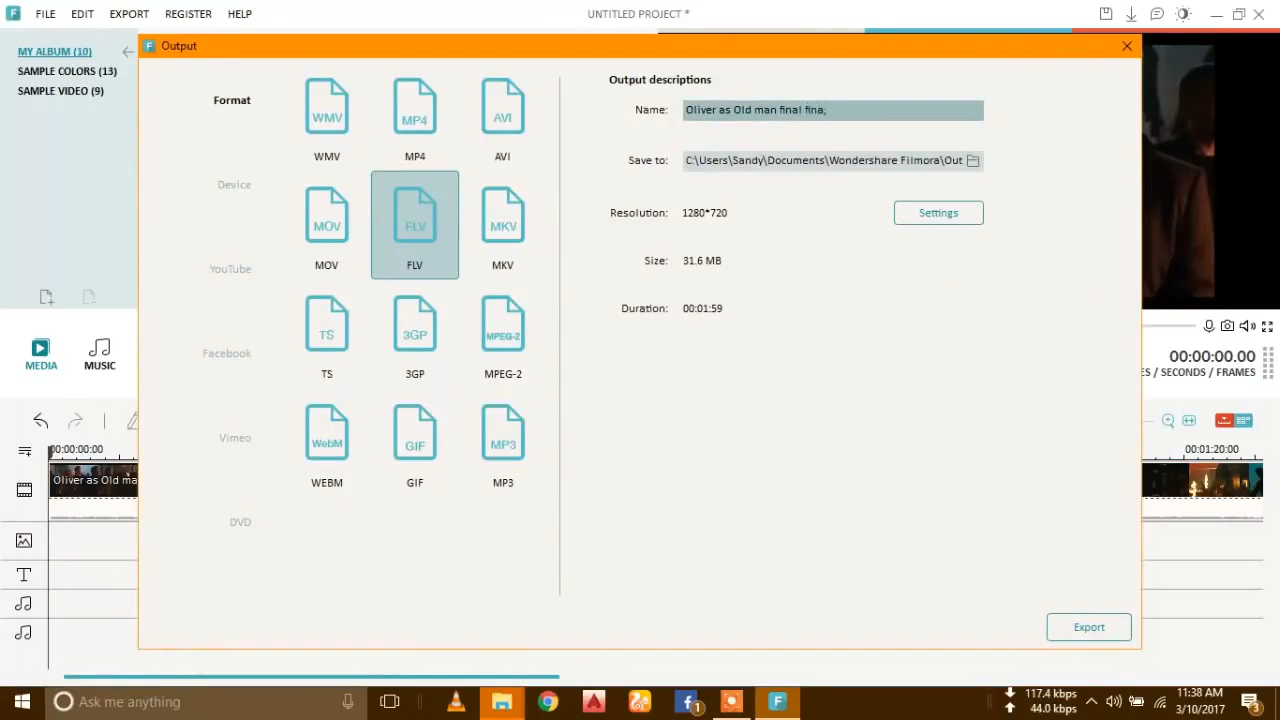 F FILE EDIT EXPORT REGISTER HELP UNTITLED PROJECT *
MY ALBUM (10)
SAMPLE COLORS (13)
SAMPLE VIDEO (9)
MEDIA MUSIC
F Output
Format
Device
YouTube
Facebook
Vimeo
DVD
WMV MP4 AVI
WMV MP4 AVI
MOV FLV MKV
MOV FLV MKV
TS 3GP MPEG-2
TS 3GP MPEG-2
WebM GIF MP3
WEBM GIF MP3
Output descriptions
Name: Oliver as Old man final fina;
Save to: C:\Users\Sandy\Documents\Wondershare Filmora\Out
Resolution: 1280*720 Settings
Size: 31.6 MB
Duration: 00:01:59
Export
00:00:00.00
ES / SECONDS / FRAMES
00:00:00:00 00:01:20:00
Oliver as Old ma
T
Ask me anything f 1 F 117.4 kbps 11:38 AM
44.0 kbps 3/10/2017 3